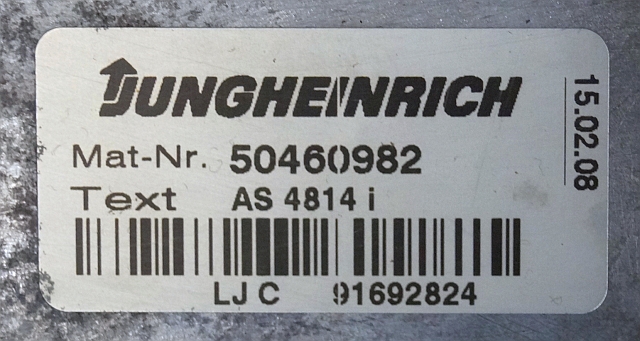 JUNGHEINRICH
Mat-Nr. 50460982
Text AS 4814 i
LJ C 91692824
15.02.08